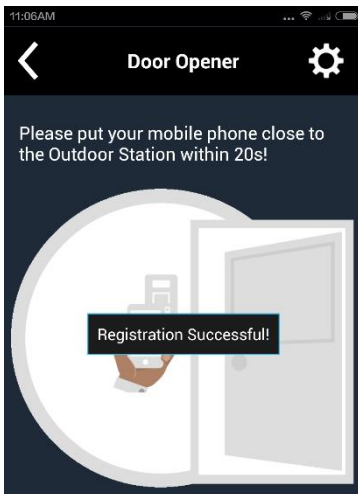 11:06AM
Door Opener
Please put your mobile phone close to
the Outdoor Station within 20s!
Registration Successful!